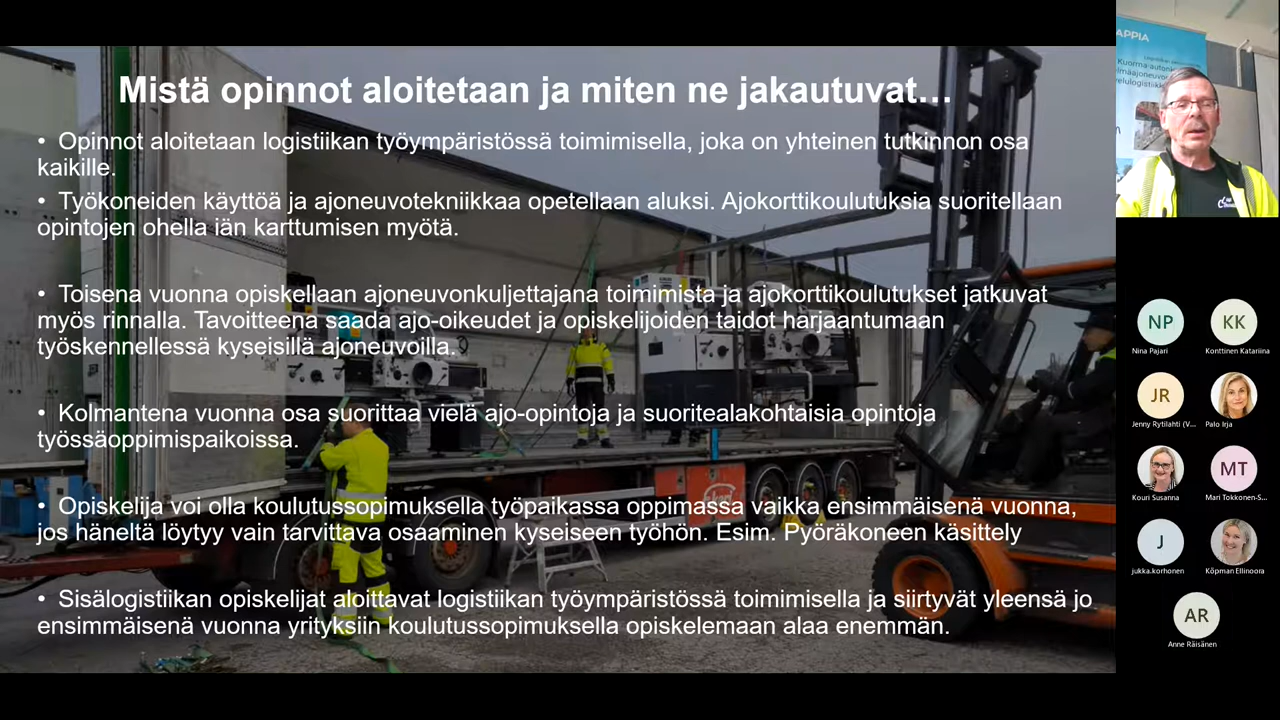 Mistä opinnot aloitetaan ja miten ne jakautuvat…
• Opinnot aloitetaan logistiikan työympäristössä toimimisella, joka on yhteinen tutkinnon osa
kaikille.
• Työkoneiden käyttöä ja ajoneuvotekniikkaa opetellaan aluksi. Ajokorttikoulutuksia suoritellaan
opintojen ohella iän karttumisen myötä.
• Toisena vuonna opiskellaan ajoneuvonkuljettajana toimimista ja ajokorttikoulutukset jatkuvat
myös rinnalla. Tavoitteena saada ajo-oikeudet ja opiskelijoiden taidot harjaantumaan
työskennellessä kyseisillä ajoneuvoilla.
• Kolmantena vuonna osa suorittaa vielä ajo-opintoja ja suoritealakohtaisia opintoja
työssäoppimispaikoissa.
• Opiskelija voi olla koulutussopimuksella työpaikassa oppimassa vaikka ensimmäisenä vuonna,
jos häneltä löytyy vain tarvittava osaaminen kyseiseen työhön. Esim. Pyöräkoneen käsittely
• Sisälogistiikan opiskelijat aloittavat logistiikan työympäristössä toimimisella ja siirtyvät yleensä jo
ensimmäisenä vuonna yrityksiin koulutussopimuksella opiskelemaan alaa enemmän.
APPIA
Kuorma-auton
NP
Nina Pajari
KK
Konttinen Katariina
JR
Jenny Rytilahti (V...
Palo Irja
Kouri Susanna
MT
Mari Tokkonen-S...
J
jukka.korhonen
Köpman Ellinoora
AR
Anne Räisänen